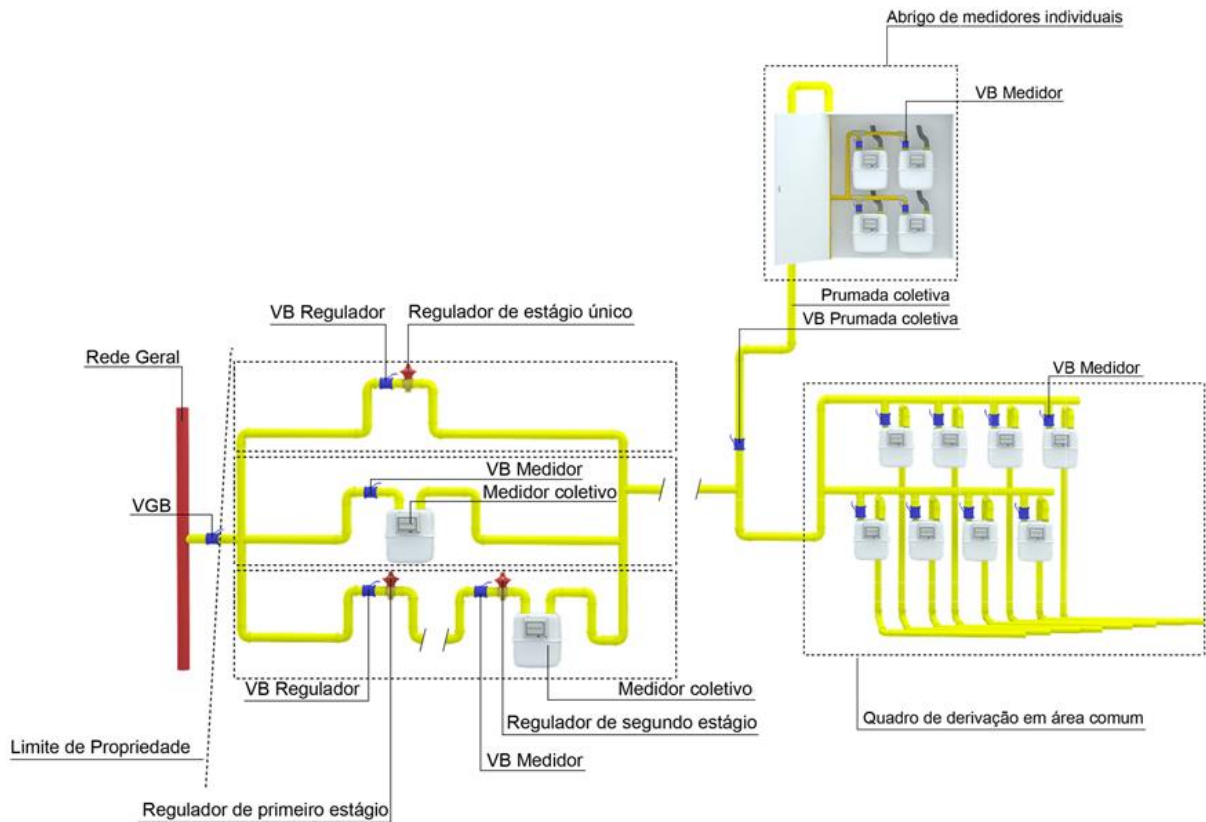 Abrigo de medidores individuais
VB Medidor
Prumada coletiva
VB Prumada coletiva
VB Regulador
Regulador de estágio único
Rede Geral
VB Medidor
VB Medidor
Medidor coletivo
VGB
VB Regulador
Medidor coletivo
Regulador de segundo estágio
Quadro de derivação em área comum
Limite de Propriedade
VB Medidor
Regulador de primeiro estágio